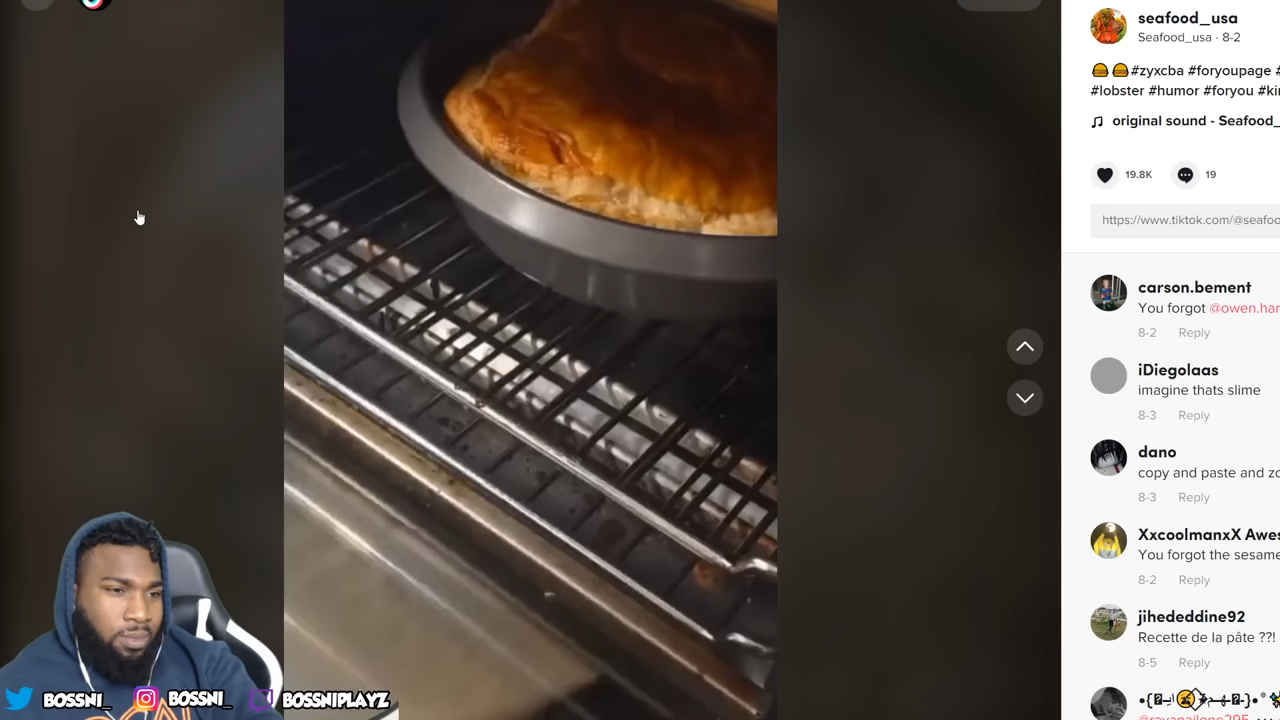 seafood_usa
Seafood_usa · 8-2
#zyxcba #foryoupage #
#lobster #humor #foryou #ki
original sound - Seafood_
19.8K
19
https://www.tiktok.com/@seafoo
carson.bement
You forgot @owen.har
8-2 Reply
iDiegolaas
imagine thats slime
8-3 Reply
dano
copy and paste and zo
8-3 Reply
XxcoolmanxX Awes
You forgot the sesame
8-2 Reply
jihededdine92
Recette de la pâte ??!
8-5 Reply
BOSSNI_
BOSSNI_
BOSSNIPLAYZ